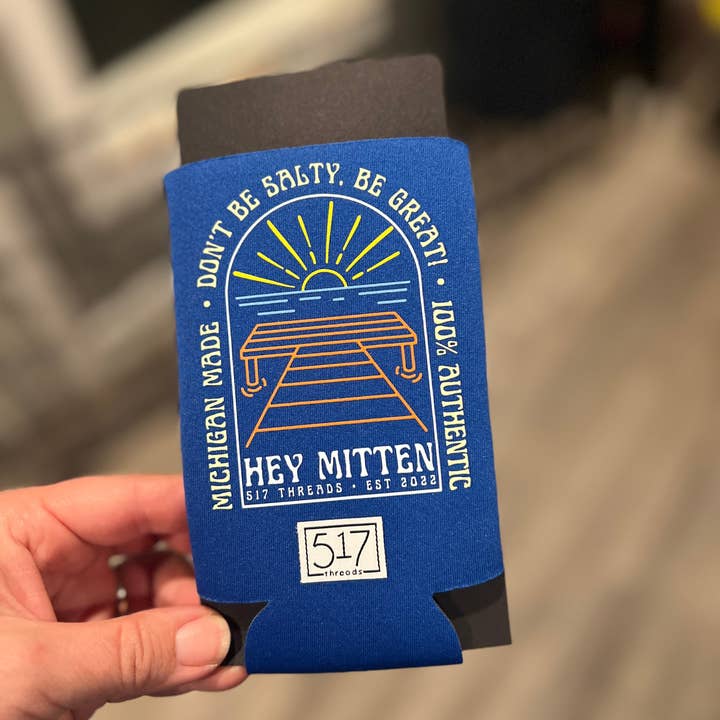 MICHIGAN MADE • DON'T BE SALTY. BE GREAT! • 100% AUTHENTIC
HEY MITTEN
517 THREADS • EST 2022
517
threads